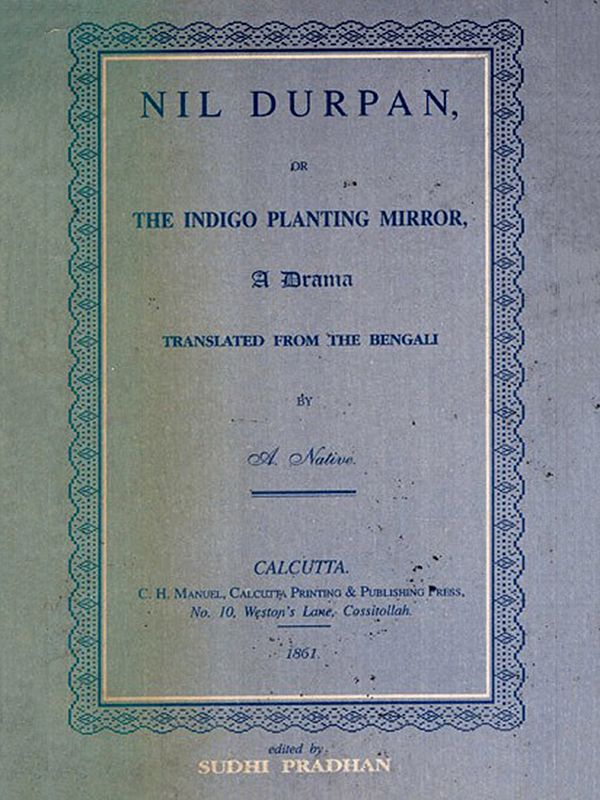 NIL DURPAN,
OR
THE INDIGO PLANTING MIRROR,
A Drama
TRANSLATED FROM THE BENGALI
BY
A. Native.
CALCUTTA.
C. H. MANUEL, CALCUTTA PRINTING & PUBLISHING PRESS,
No. 10, Weston's Lane, Cossitollah.
1861.
edited by
SUDHI PRADHAN